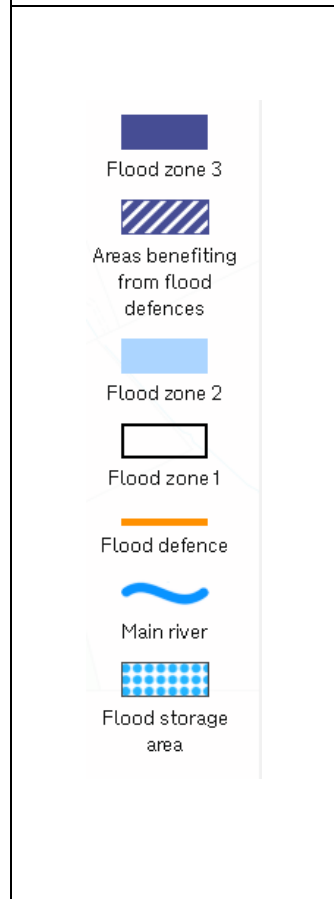 Flood zone 3
Areas benefiting
from flood
defences
Flood zone 2
Flood zone 1
Flood defence
Main river
Flood storage
area